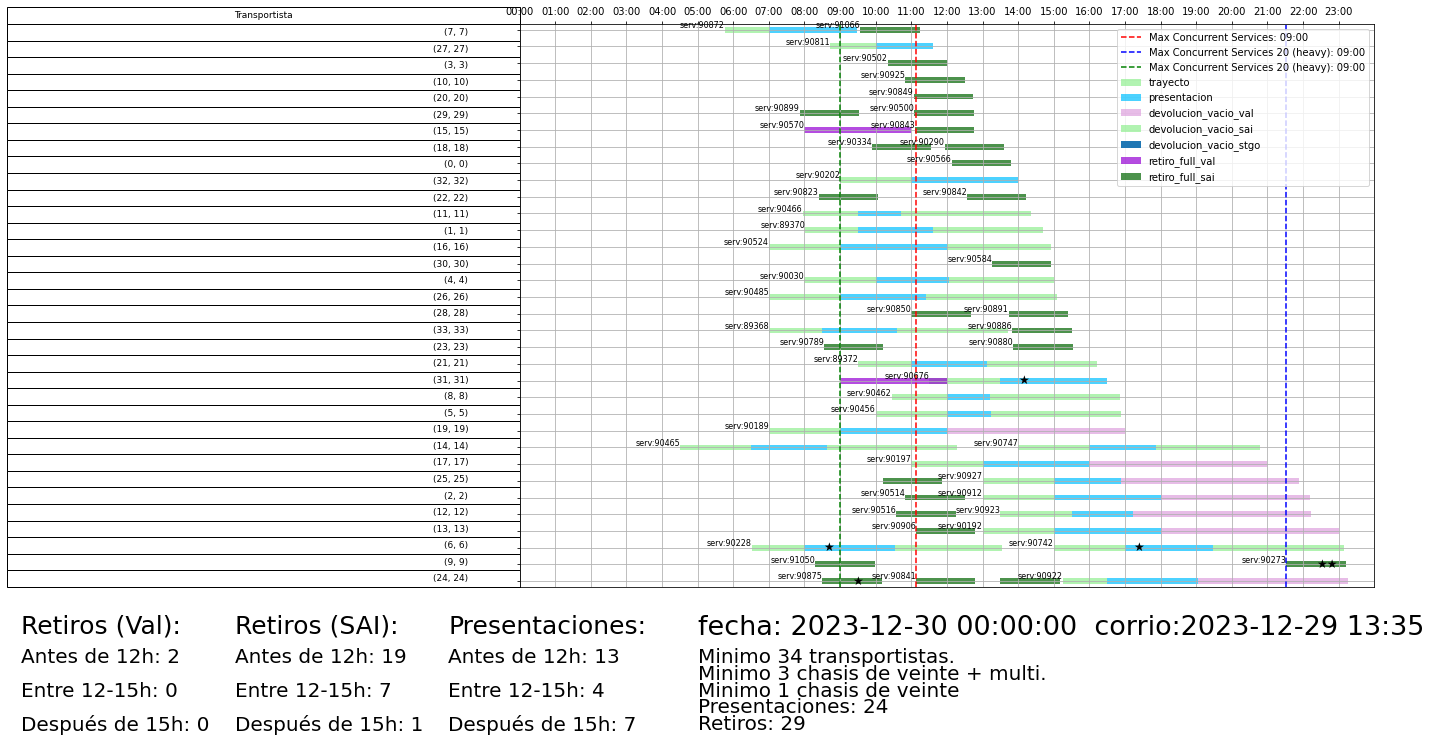 Transportista
00:00 01:00 02:00 03:00 04:00 05:00 06:00 07:00 08:00 09:00 10:00 11:00 12:00 13:00 14:00 15:00 16:00 17:00 18:00 19:00 20:00 21:00 22:00 23:00
(7, 7) serv:90872 serv:91066
(27, 27) serv:90811
(3, 3) serv:90502
(10, 10) serv:90925
(20, 20) serv:90849
(29, 29) serv:90899 serv:90500
(15, 15) serv:90570 serv:90843
(18, 18) serv:90334 serv:90290
(0, 0) serv:90566
(32, 32) serv:90202
(22, 22) serv:90823 serv:90842
(11, 11) serv:90466
(1, 1) serv:89370
(16, 16) serv:90524
(30, 30) serv:90584
(4, 4) serv:90030
(26, 26) serv:90485
(28, 28) serv:90850 serv:90891
(33, 33) serv:89368 serv:90886
(23, 23) serv:90789 serv:90880
(21, 21) serv:89372
(31, 31) serv:90676
(8, 8) serv:90462
(5, 5) serv:90456
(19, 19) serv:90189
(14, 14) serv:90465 serv:90747
(17, 17) serv:90197
(25, 25) serv:90927
(2, 2) serv:90514 serv:90912
(12, 12) serv:90516 serv:90923
(13, 13) serv:90906 serv:90192
(6, 6) serv:90228 serv:90742
(9, 9) serv:91050 serv:90273
(24, 24) serv:90875 serv:90841 serv:90922
Max Concurrent Services: 09:00
Max Concurrent Services 20 (heavy): 09:00
Max Concurrent Services 20 (heavy): 09:00
trayecto
presentacion
devolucion_vacio_val
devolucion_vacio_sai
devolucion_vacio_stgo
retiro_full_val
retiro_full_sai
Retiros (Val):
Antes de 12h: 2
Entre 12-15h: 0
Después de 15h: 0
Retiros (SAI):
Antes de 12h: 19
Entre 12-15h: 7
Después de 15h: 1
Presentaciones:
Antes de 12h: 13
Entre 12-15h: 4
Después de 15h: 7
fecha: 2023-12-30 00:00:00 corrio:2023-12-29 13:35
Minimo 34 transportistas.
Minimo 3 chasis de veinte + multi.
Minimo 1 chasis de veinte
Presentaciones: 24
Retiros: 29